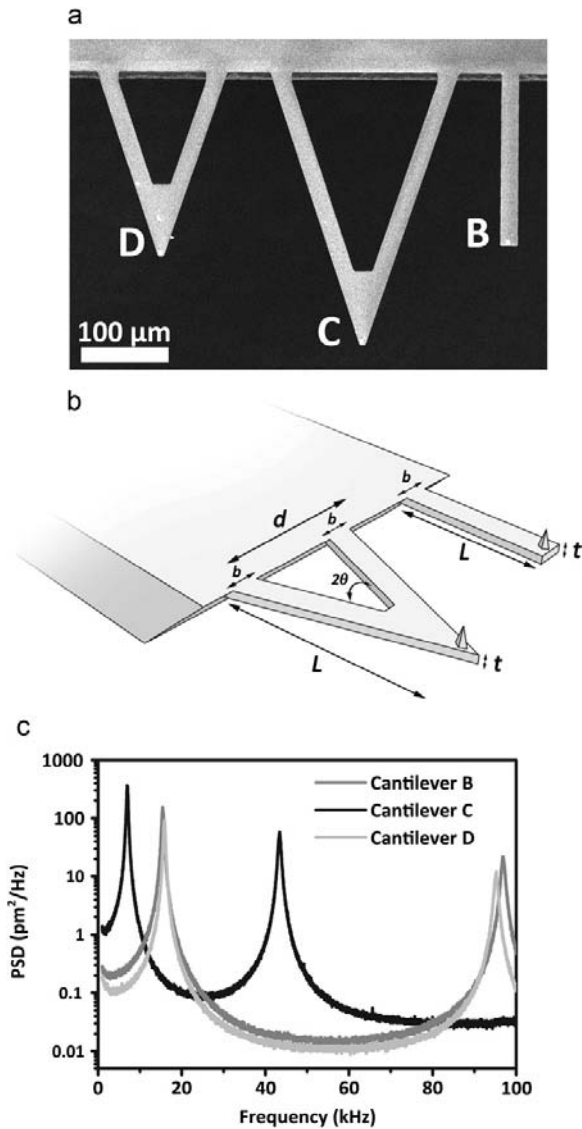 a
D
C
B
100 µm
b
b
d
b
b
2θ
L
t
L
t
c
1000
100
10
1
0.1
0.01
PSD (pm²/Hz)
Cantilever B
Cantilever C
Cantilever D
0
20
40
60
80
100
Frequency (kHz)